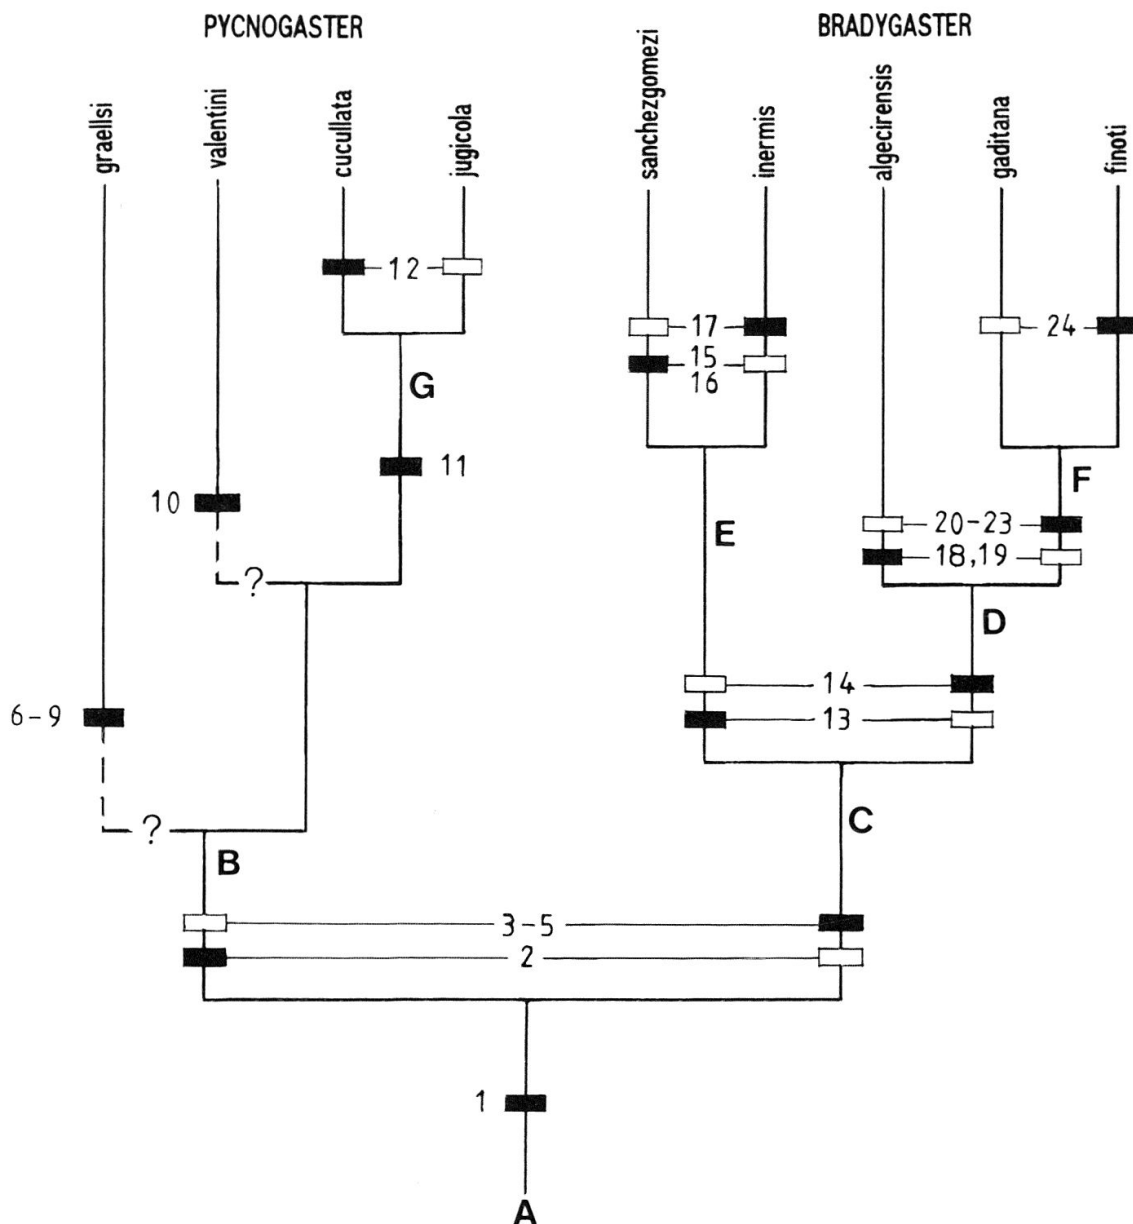 PYCNOGASTER
BRADYGASTER
graellsi
valentini
cucullata
jugicola
sanchezgomezi
inermis
algecirensis
gaditana
finoti
12
17
24
15
16
G
11
10
F
20-23
E
18,19
?
D
14
6-9
13
C
?
B
3-5
2
1
A